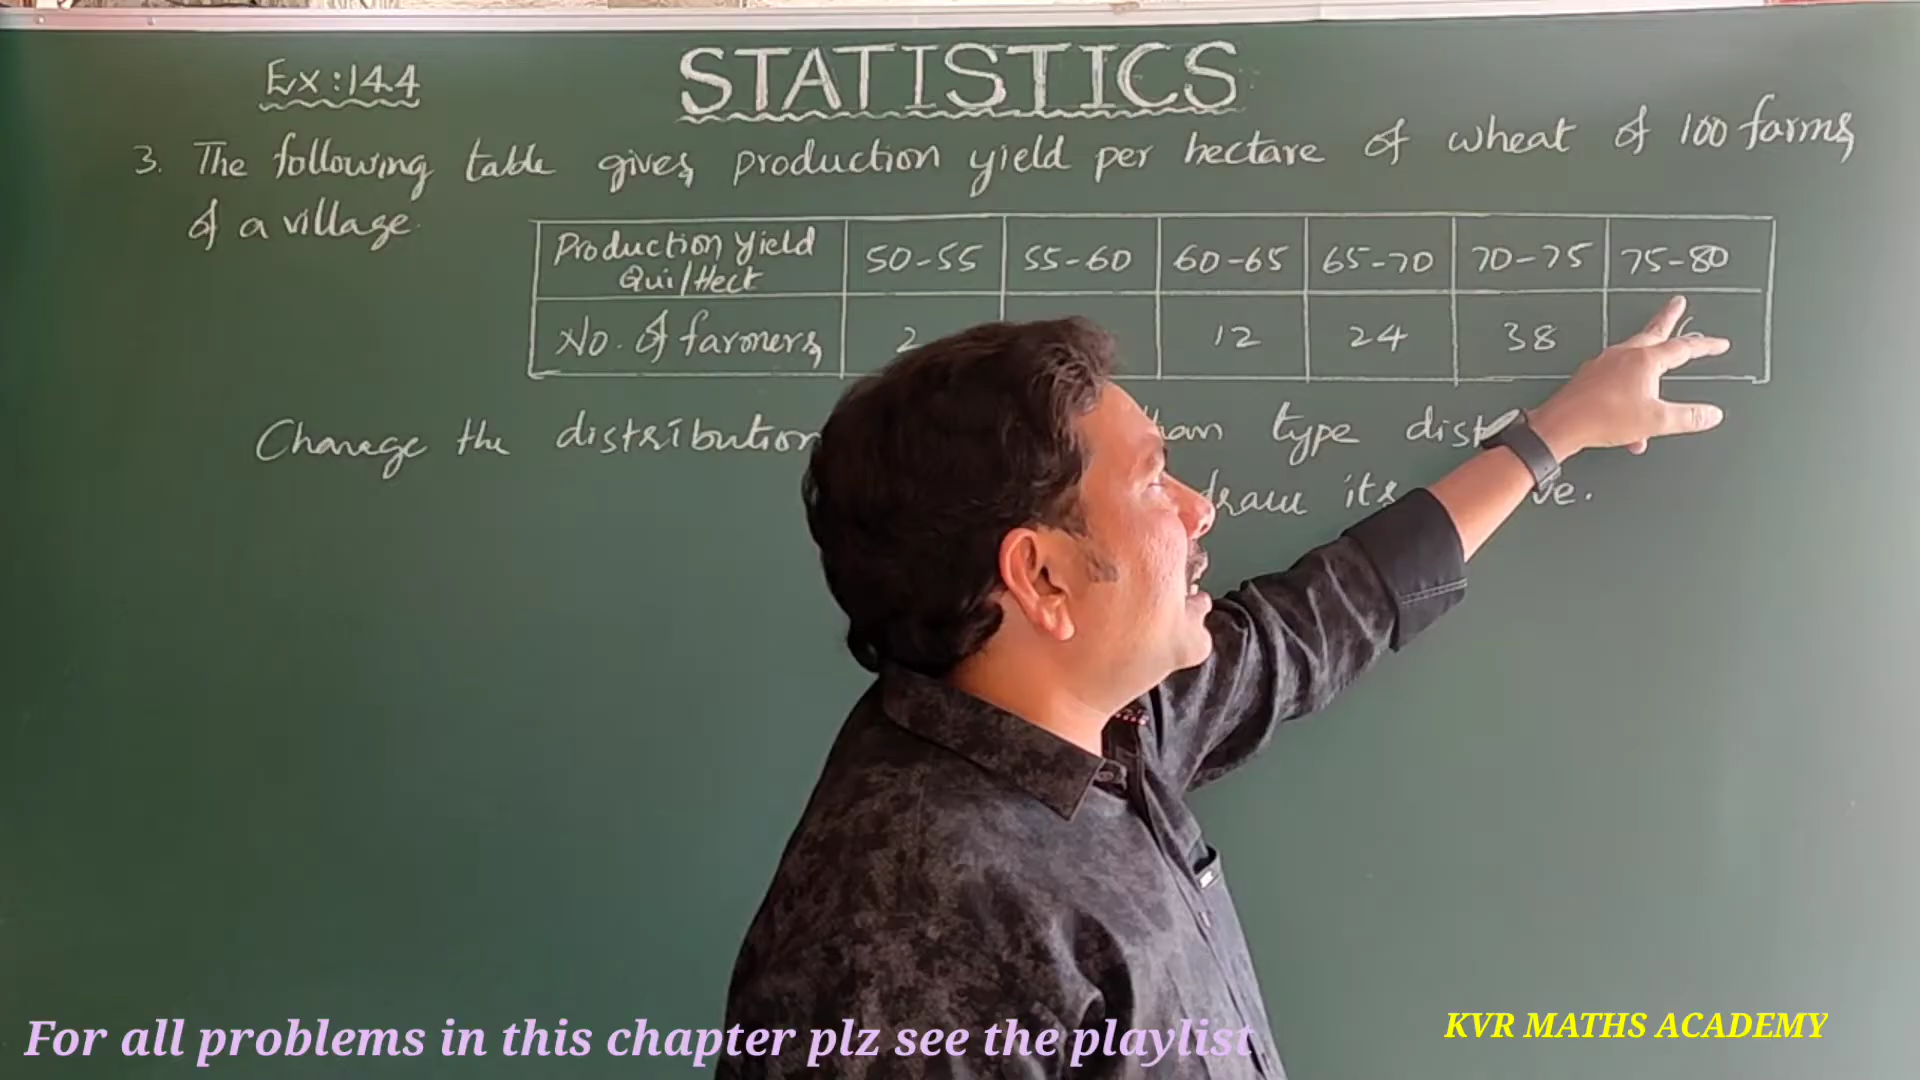 STATISTICS
Ex:14.4
3. The following table gives production yield per hectare of wheat of 100 farms
of a village.
Production Yield Qui/Hect 50-55 55-60 60-65 65-70 70-75 75-80
No. of farmers 2 12 24 38
Change the distribution type
draw its
For all problems in this chapter plz see the playlist
KVR MATHS ACADEMY